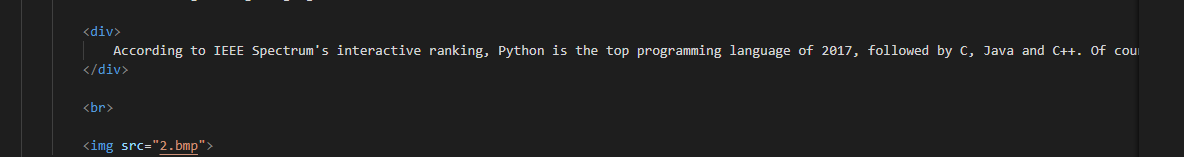 <div>
According to IEEE Spectrum's interactive ranking, Python is the top programming language of 2017, followed by C, Java and C++. Of
</div>
<br>
<img src="2.bmp">